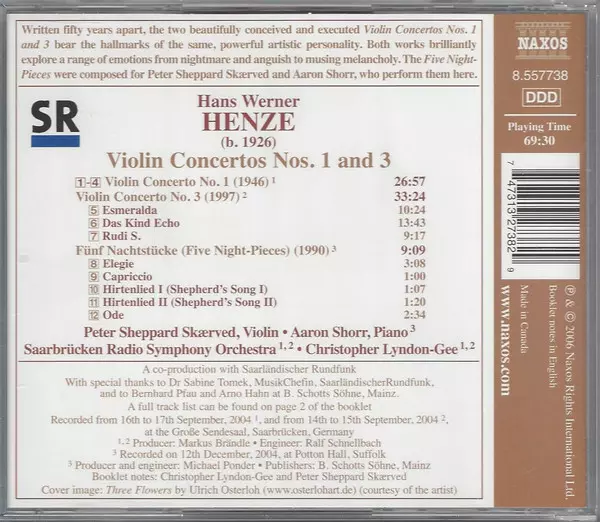 Written fifty years apart, the two beautifully conceived and executed Violin Concertos Nos. 1
and 3 bear the hallmarks of the same, powerful artistic personality. Both works brilliantly
explore a range of emotions from nightmare and anguish to musing melancholy. The Five Night-
Pieces were composed for Peter Sheppard Skærved and Aaron Shorr, who perform them here.
NAXOS
8.557738
DDD
Playing Time
69:30
SR
Hans Werner
HENZE
(b. 1926)
Violin Concertos Nos. 1 and 3
1-4 Violin Concerto No. 1 (1946) ¹ 26:57
Violin Concerto No. 3 (1997) ² 33:24
5 Esmeralda 10:24
6 Das Kind Echo 13:43
7 Rudi S. 9:17
Fünf Nachtstücke (Five Night-Pieces) (1990) ³ 9:09
8 Elegie 3:08
9 Capriccio 1:00
10 Hirtenlied I (Shepherd's Song I) 1:07
11 Hirtenlied II (Shepherd's Song II) 1:20
12 Ode 2:34
Peter Sheppard Skærved, Violin • Aaron Shorr, Piano ³
Saarbrücken Radio Symphony Orchestra ¹,² • Christopher Lyndon-Gee ¹,²
A co-production with Saarländischer Rundfunk
With special thanks to Dr Sabine Tomek, MusikChefin, SaarländischerRundfunk,
and to Bernhard Pfau and Arno Hahn at B. Schotts Söhne, Mainz.
A full track list can be found on page 2 of the booklet
Recorded from 16th to 17th September, 2004 ¹, and from 14th to 15th September, 2004 ²,
at the Große Sendesaal, Saarbrücken, Germany
¹,² Producer: Markus Brändle • Engineer: Ralf Schnellbach
³ Recorded on 12th December, 2004, at Potton Hall, Suffolk
³ Producer and engineer: Michael Ponder • Publishers: B. Schotts Söhne, Mainz
Booklet notes: Christopher Lyndon-Gee and Peter Sheppard Skærved
Cover image: Three Flowers by Ulrich Osterloh (www.osterlohart.de) (courtesy of the artist)
7 47313 27382 9
www.naxos.com
Made in Canada
Booklet notes in English
℗ & © 2006 Naxos Rights International Ltd.